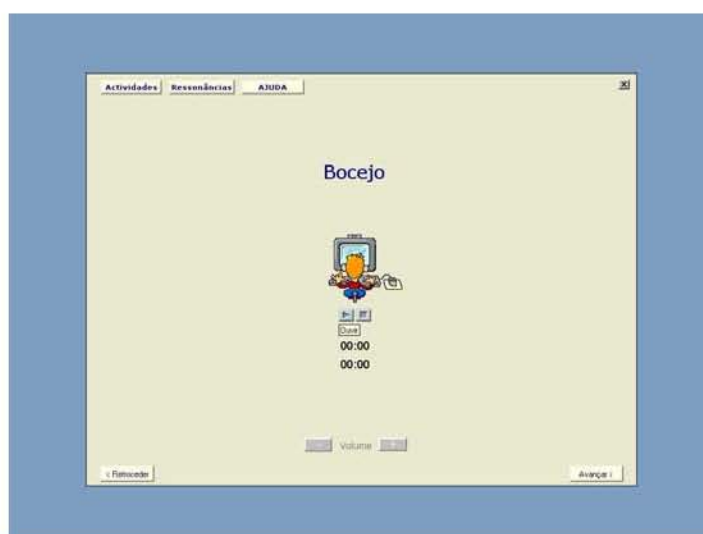 Actividades Ressonâncias AJUDA X
Bocejo
Ouvir
00:00
00:00
- Volume +
< Retroceder Avançar >